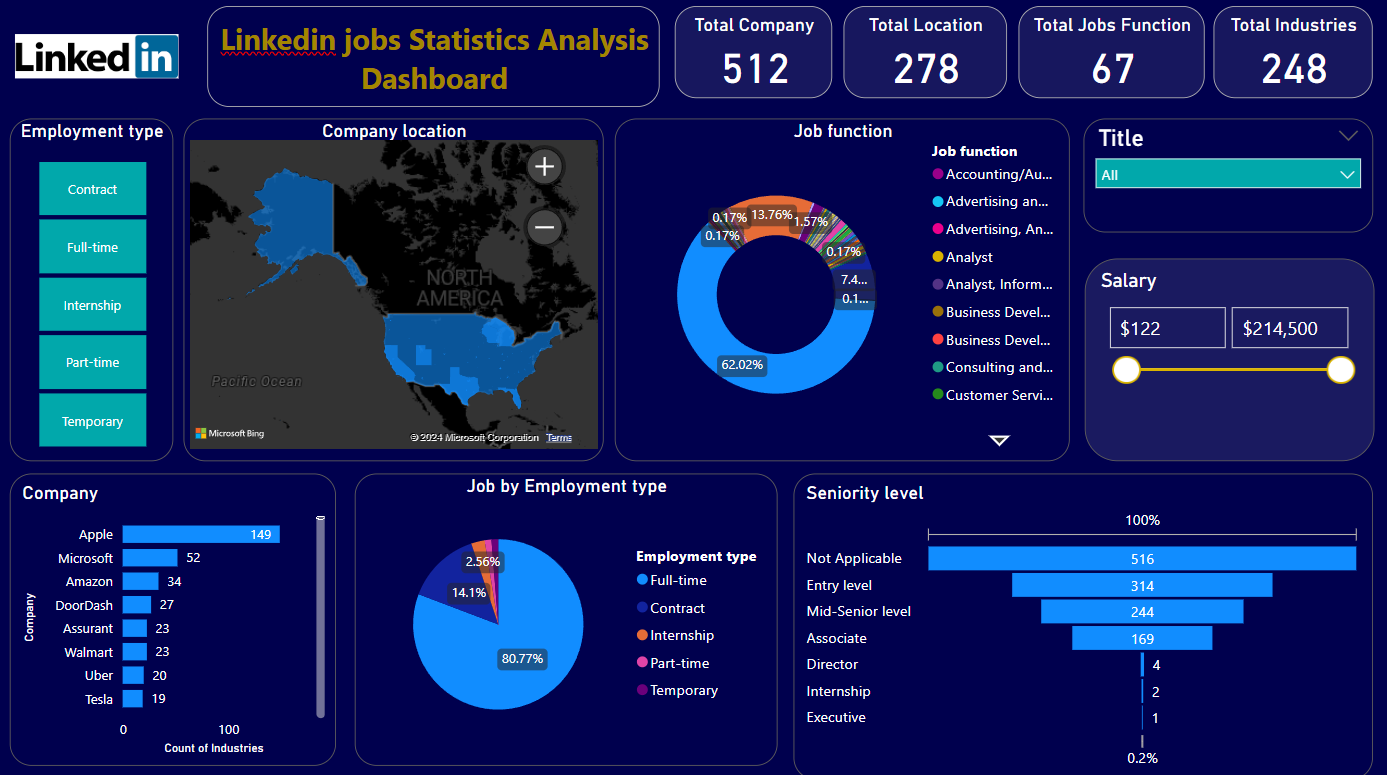 Linked in
Linkedin jobs Statistics Analysis
Dashboard
Total Company
512
Total Location
278
Total Jobs Function
67
Total Industries
248
Employment type
Contract
Full-time
Internship
Part-time
Temporary
Company location
NORTH
AMERICA
Pacific Ocean
Microsoft Bing
© 2024 Microsoft Corporation Terms
Job function
0.17%
13.76%
1.57%
0.17%
0.17%
7.4...
0.1...
62.02%
Job function
Accounting/Au...
Advertising an...
Advertising, An...
Analyst
Analyst, Inform...
Business Devel...
Business Devel...
Consulting and...
Customer Servi...
Title
All
Salary
$122
$214,500
Company
Company
Apple 149
Microsoft 52
Amazon 34
DoorDash 27
Assurant 23
Walmart 23
Uber 20
Tesla 19
0 100
Count of Industries
Job by Employment type
2.56%
14.1%
80.77%
Employment type
Full-time
Contract
Internship
Part-time
Temporary
Seniority level
100%
Not Applicable 516
Entry level 314
Mid-Senior level 244
Associate 169
Director 4
Internship 2
Executive 1
0.2%